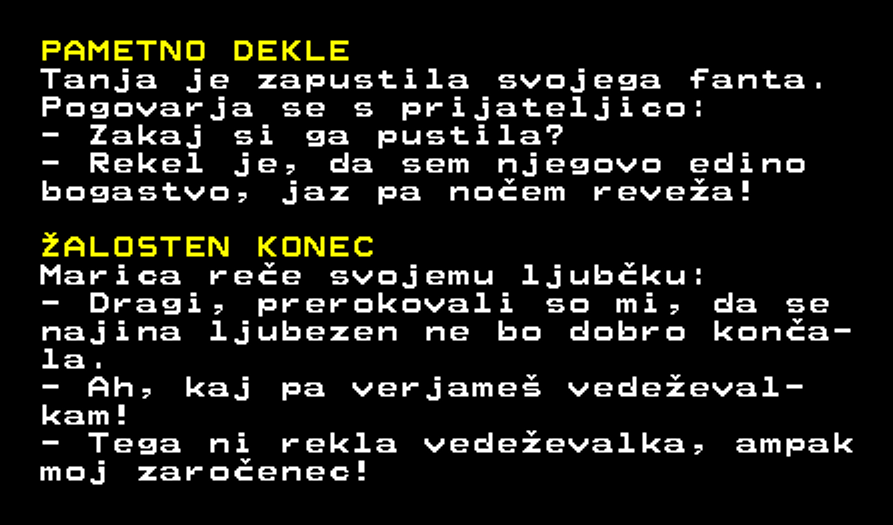 PAMETNO DEKLE
Tanja je zapustila svojega fanta.
Pogovarja se s prijateljico:
- Zakaj si ga pustila?
- Rekel je, da sem njegovo edino
bogastvo, jaz pa nočem reveža!
ŽALOSTEN KONEC
Marica reče svojemu ljubčku:
- Dragi, prerokovali so mi, da se
najina ljubezen ne bo dobro konča-
la.
- Ah, kaj pa verjameš vedeževal-
kam!
- Tega ni rekla vedeževalka, ampak
moj zaročenec!